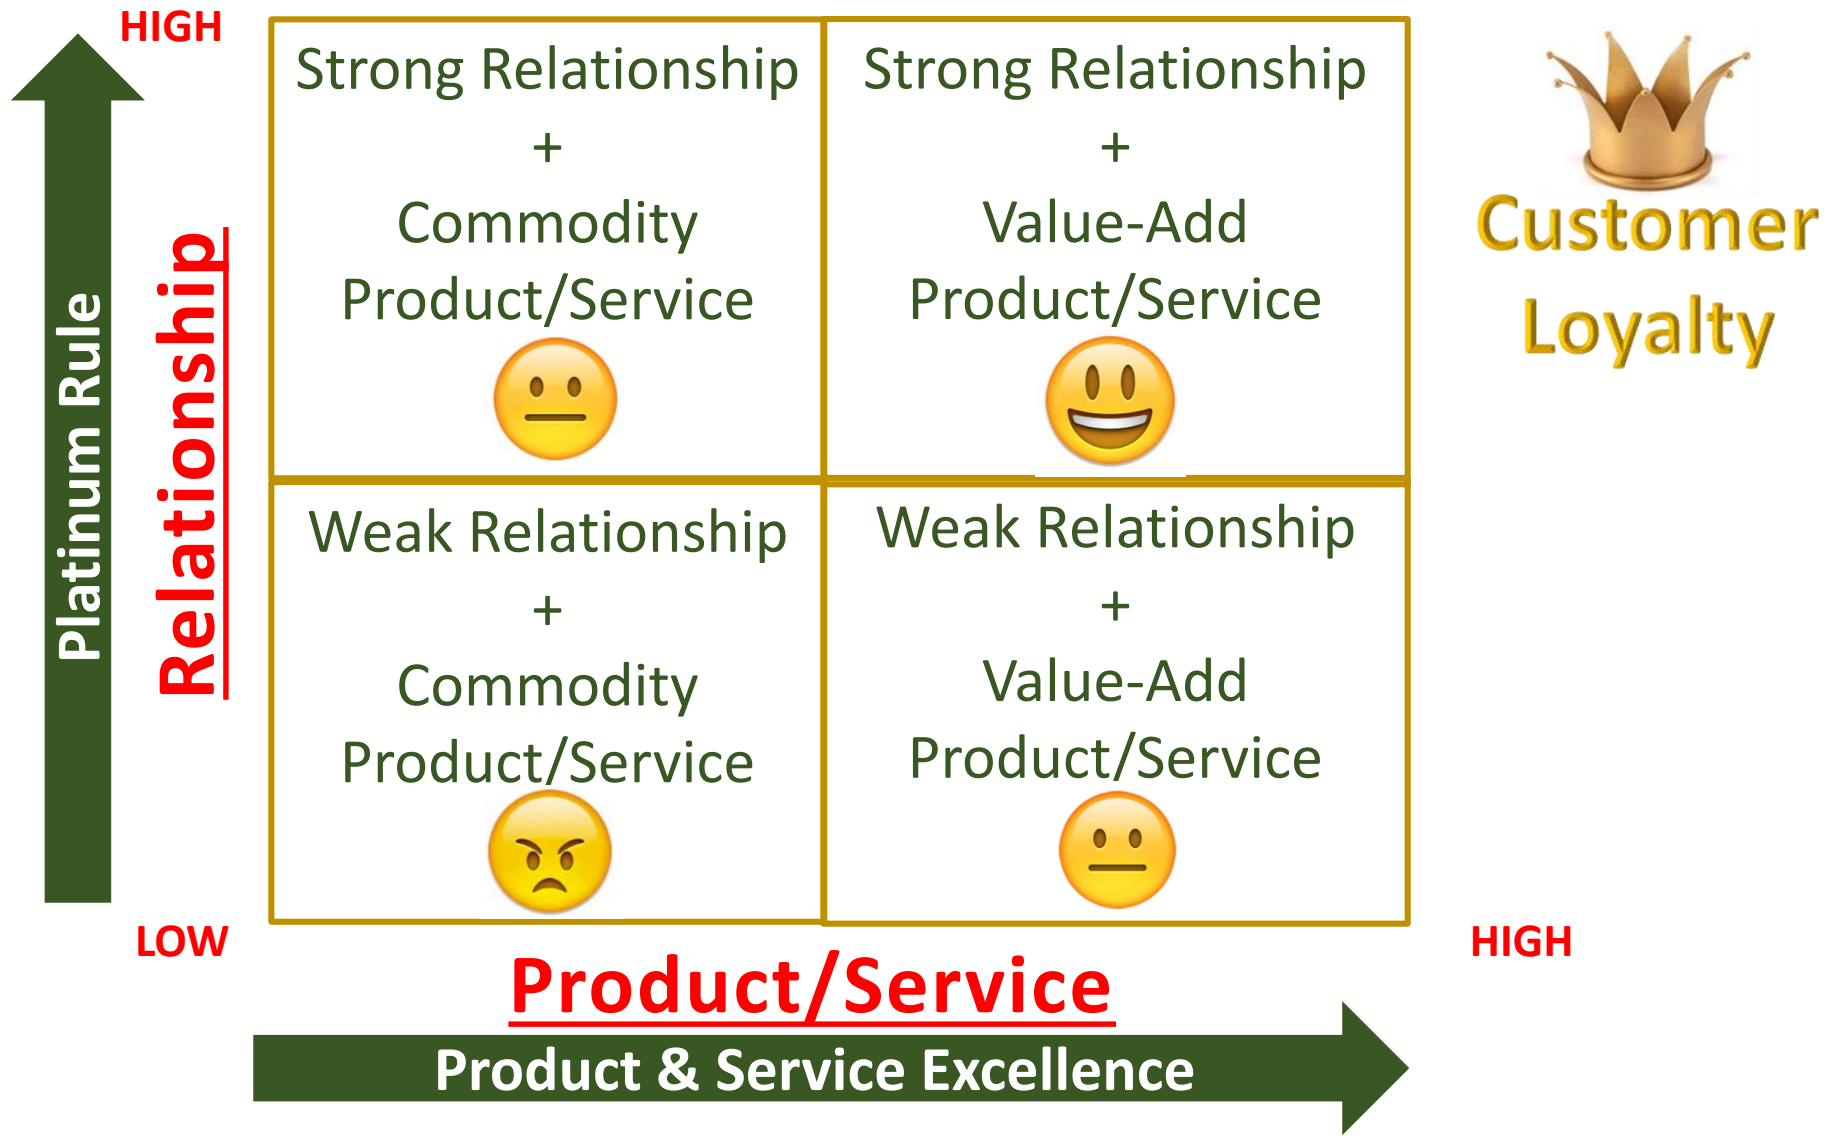 HIGH
Strong Relationship
+
Commodity
Product/Service
Strong Relationship
+
Value-Add
Product/Service
Customer
Loyalty
Platinum Rule
Relationship
Weak Relationship
+
Commodity
Product/Service
Weak Relationship
+
Value-Add
Product/Service
LOW
HIGH
Product/Service
Product & Service Excellence